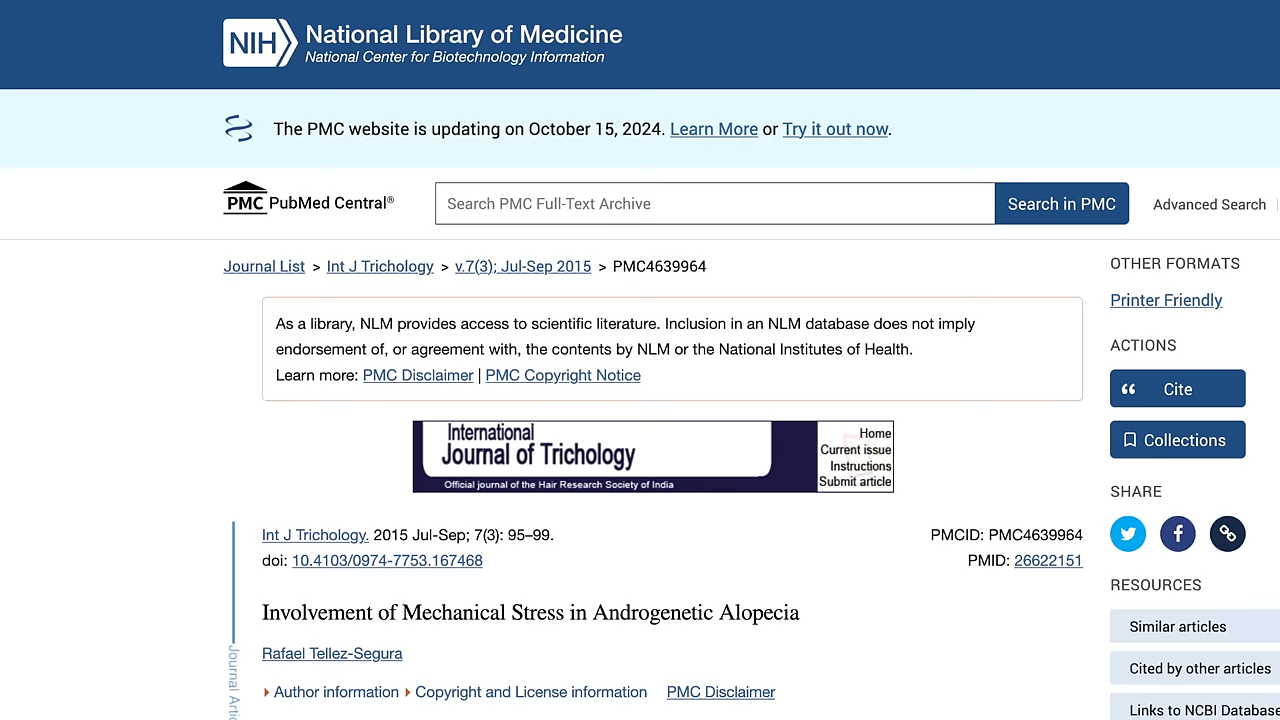 NIH National Library of Medicine
National Center for Biotechnology Information
The PMC website is updating on October 15, 2024. Learn More or Try it out now.
PMC PubMed Central®
Search PMC Full-Text Archive
Search in PMC
Advanced Search
Journal List > Int J Trichology > v.7(3); Jul-Sep 2015 > PMC4639964
As a library, NLM provides access to scientific literature. Inclusion in an NLM database does not imply
endorsement of, or agreement with, the contents by NLM or the National Institutes of Health.
Learn more: PMC Disclaimer | PMC Copyright Notice
International
Journal of Trichology
Official journal of the Hair Research Society of India
Home
Current issue
Instructions
Submit article
Int J Trichology. 2015 Jul-Sep; 7(3): 95–99.
doi: 10.4103/0974-7753.167468
PMCID: PMC4639964
PMID: 26622151
Involvement of Mechanical Stress in Androgenetic Alopecia
Rafael Tellez-Segura
Author information Copyright and License information PMC Disclaimer
Journal Artic
OTHER FORMATS
Printer Friendly
ACTIONS
Cite
Collections
SHARE
RESOURCES
Similar articles
Cited by other articles
Links to NCBI Database